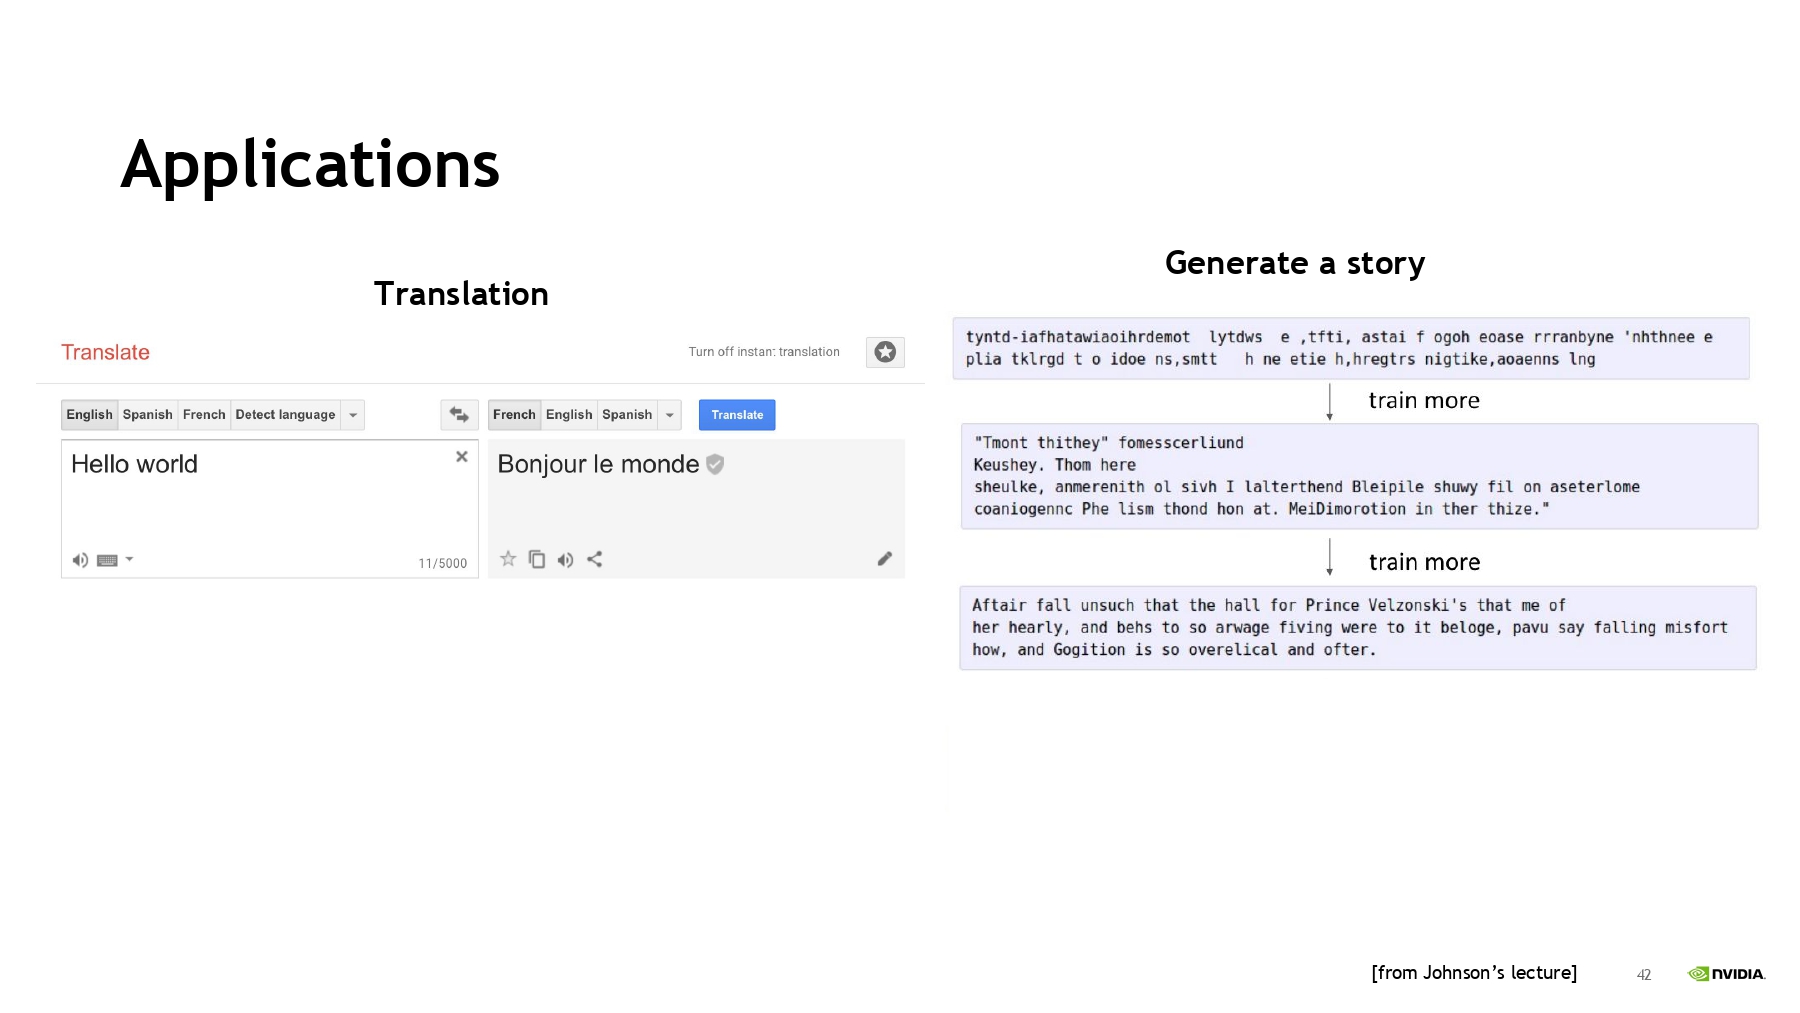 Applications
Translation
Translate
Turn off instant translation
English Spanish French Detect language
French English Spanish Translate
Hello world
Bonjour le monde
11/5000
Generate a story
tyntd-iafhatawiaoihrdemot lytdws e ,tfti, astai f ogoh eoase rrranbyne 'nhthnee e
plia tklrgd t o idoe ns,smtt h ne etie h,hregtrs nigtike,aoaenns lng
train more
"Tmont thithey" fomesscerliund
Keushey. Thom here
sheulke, anmerenith ol sivh I lalterthend Bleipile shuwy fil on aseterlome
coaniogennc Phe lism thond hon at. MeiDimorotion in ther thize."
train more
Aftair fall unsuch that the hall for Prince Velzonski's that me of
her hearly, and behs to so arwage fiving were to it beloge, pavu say falling misfort
how, and Gogition is so overelical and ofter.
[from Johnson's lecture]
42
NVIDIA.